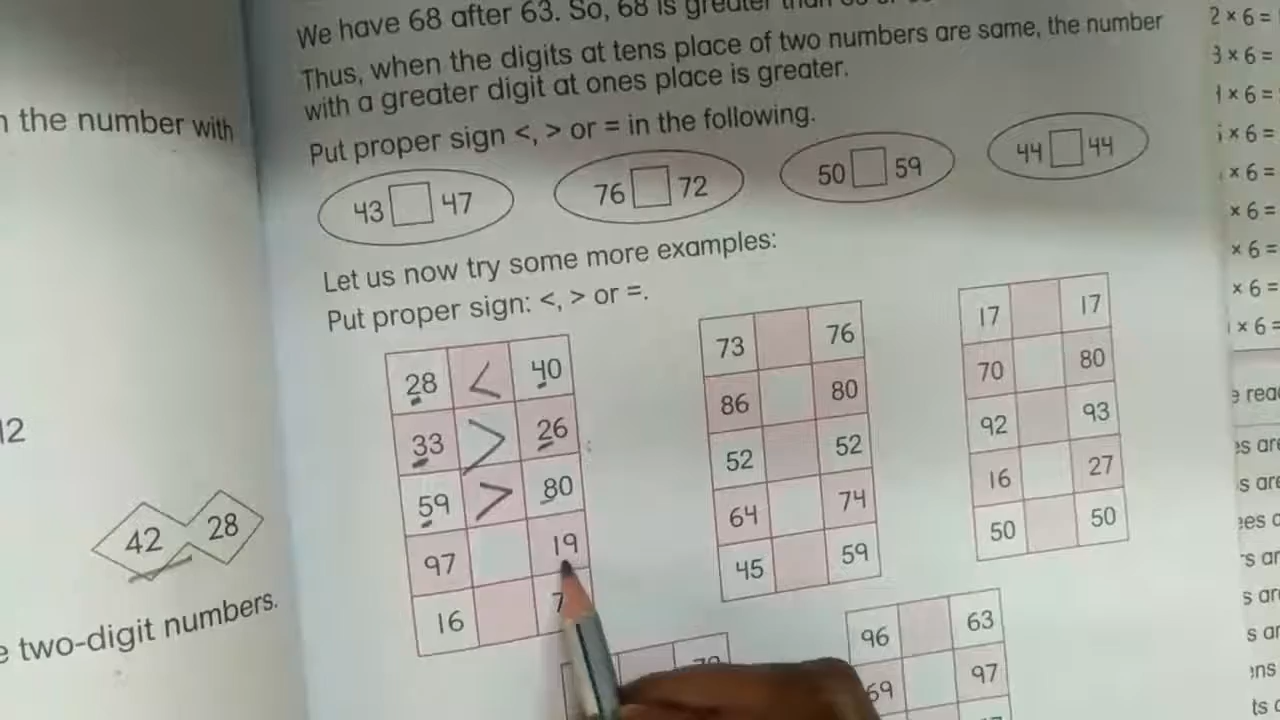 We have 68 after 63. So, 68 is greater than
Thus, when the digits at tens place of two numbers are same, the number
with a greater digit at ones place is greater.
Put proper sign <, > or = in the following.
43 47
76 72
50 59
44 44
Let us now try some more examples:
Put proper sign: <, > or =.
28 < 40
33 > 26
59 > 80
97 19
16 7
73 76
86 80
52 52
64 74
45 59
17 17
70 80
92 93
16 27
50 50
96 63
69 97
the number with
12
42 28
two-digit numbers.
2 × 6 =
3 × 6 =
× 6 =
× 6 =
× 6 =
× 6 =
× 6 =
× 6 =
× 6 =